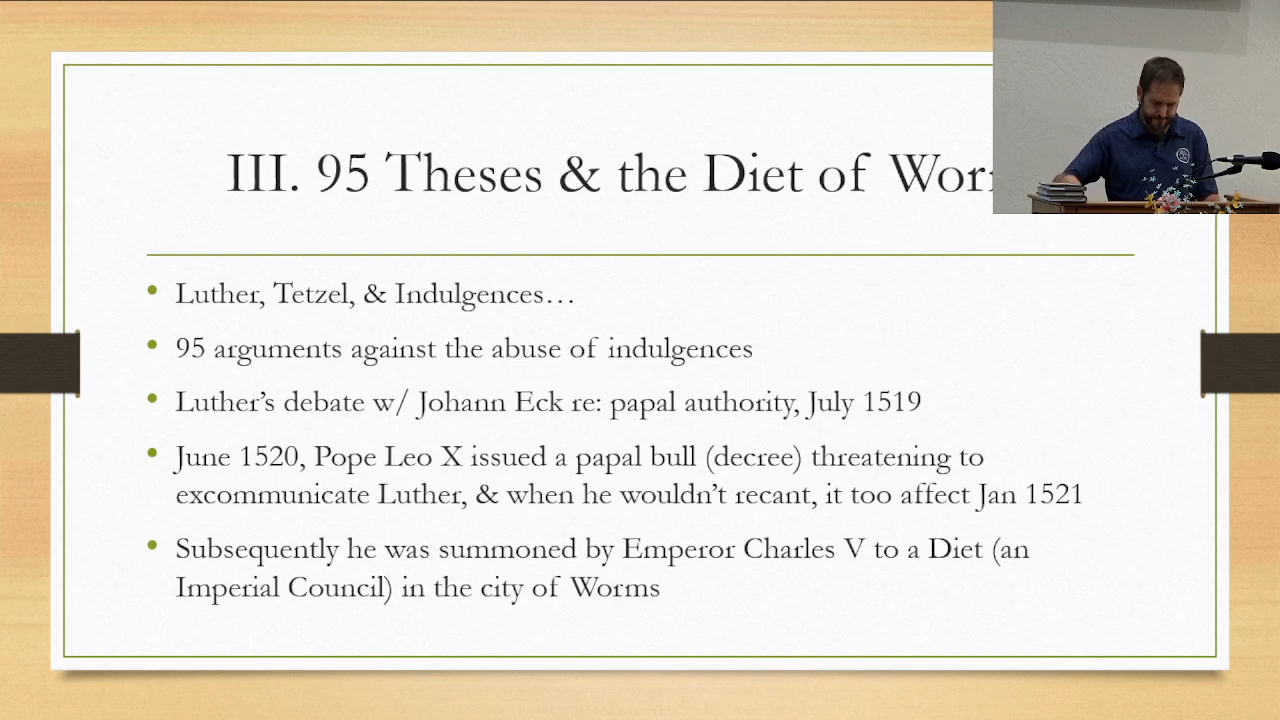 III. 95 Theses & the Diet of
Luther, Tetzel, & Indulgences…
95 arguments against the abuse of indulgences
Luther’s debate w/ Johann Eck re: papal authority, July 1519
June 1520, Pope Leo X issued a papal bull (decree) threatening to
excommunicate Luther, & when he wouldn’t recant, it too affect Jan 1521
Subsequently he was summoned by Emperor Charles V to a Diet (an
Imperial Council) in the city of Worms